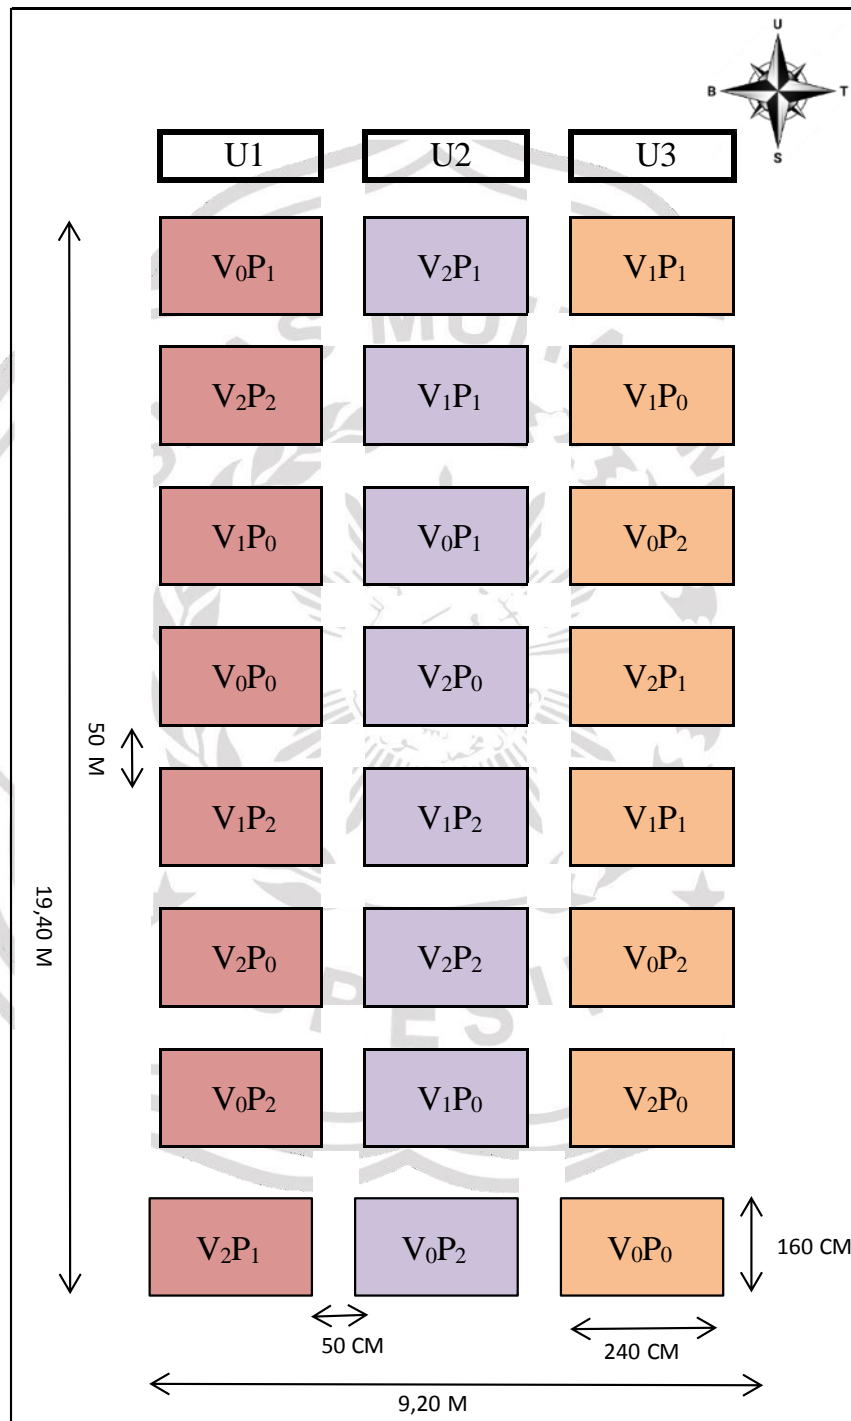 U
B T
S
U1 U2 U3
V₀P₁ V₂P₁ V₁P₁
V₂P₂ V₁P₁ V₁P₀
V₁P₀ V₀P₁ V₀P₂
V₀P₀ V₂P₀ V₂P₁
50 M
V₁P₂ V₁P₂ V₁P₁
19,40 M
V₂P₀ V₂P₂ V₀P₂
V₀P₂ V₁P₀ V₂P₀
V₂P₁ V₀P₂ V₀P₀
160 CM
50 CM 240 CM
9,20 M